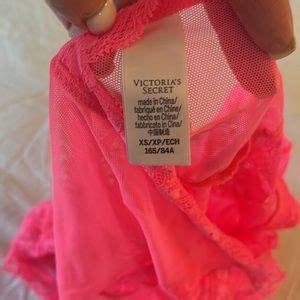 VICTORIA'S
SECRET
made in China/
fabriqué en Chine/
hecho en China/
fabbricato in Cina/
中国制造
XS/XP/ECH
165/84A